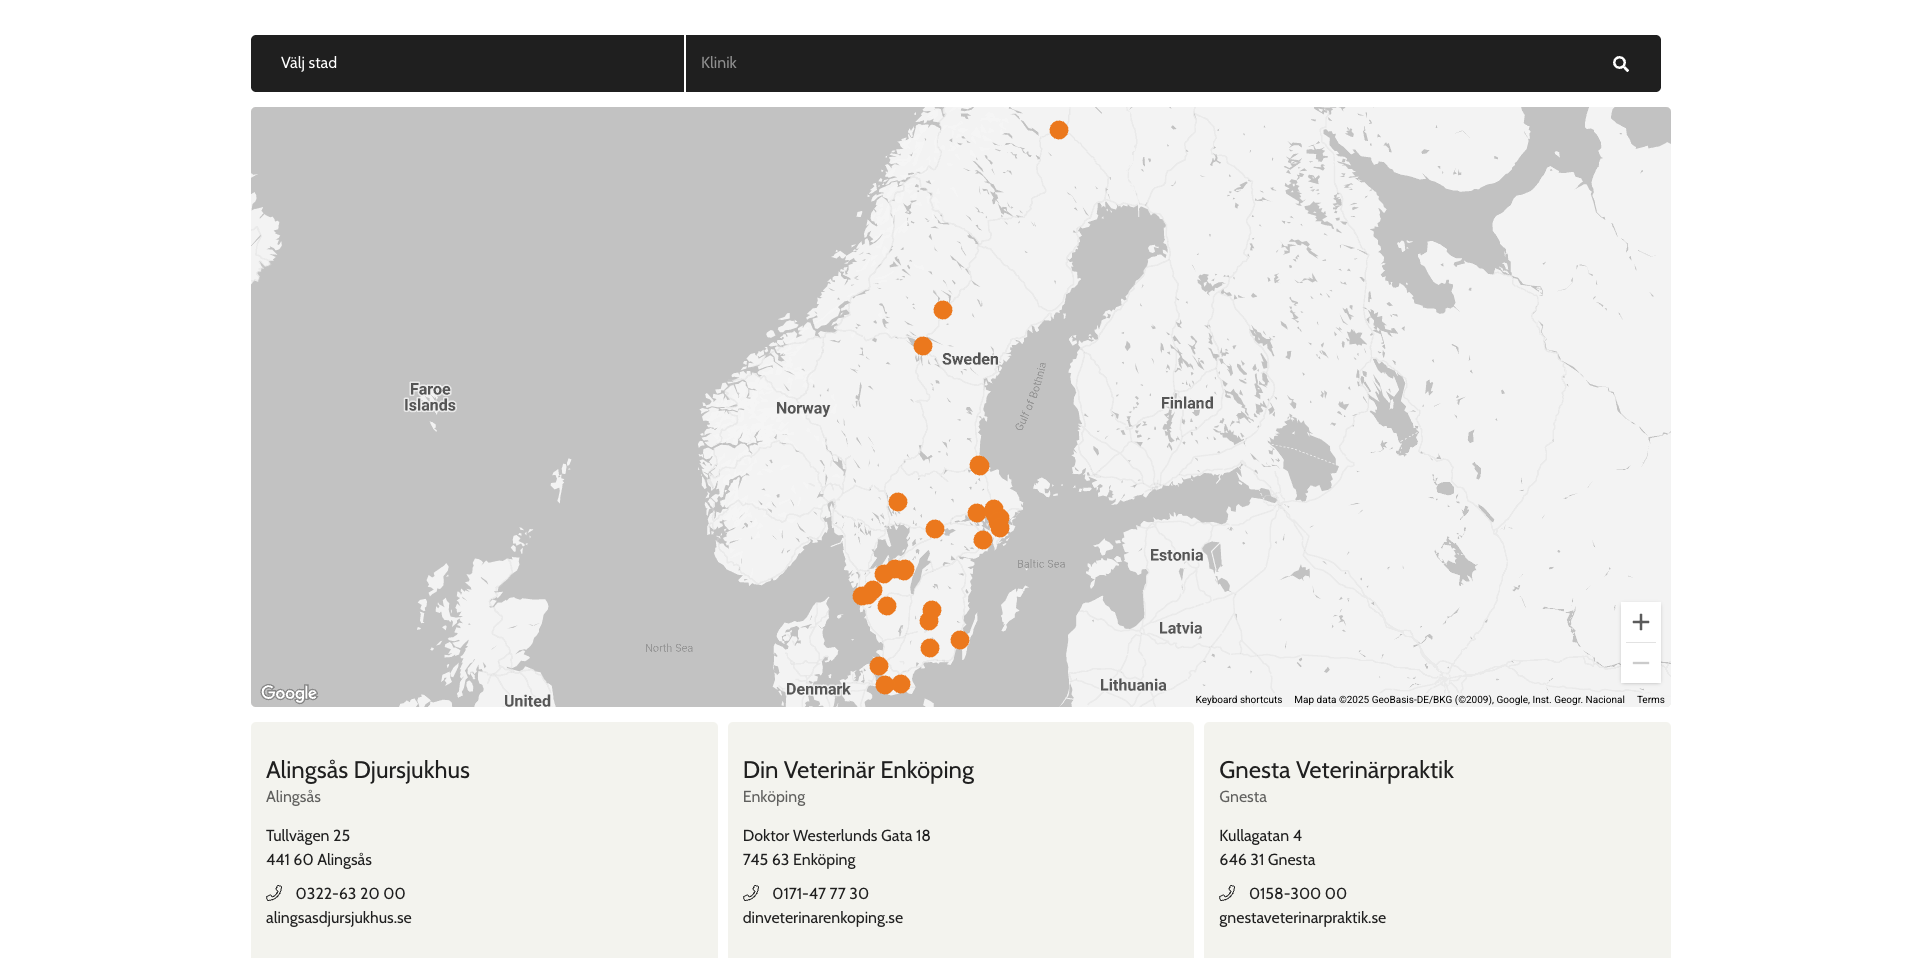 Välj stad
Klinik
Sweden
Faroe
Islands
Norway
Finland
Gulf of Bothnia
Estonia
Baltic Sea
Latvia
North Sea
Denmark
Lithuania
United
Google
Keyboard shortcuts Map data ©2025 GeoBasis-DE/BKG (©2009), Google, Inst. Geogr. Nacional Terms
Alingsås Djursjukhus
Alingsås
Tullvägen 25
441 60 Alingsås
0322-63 20 00
alingsasdjursjukhus.se
Din Veterinär Enköping
Enköping
Doktor Westerlunds Gata 18
745 63 Enköping
0171-47 77 30
dinveterinarenkoping.se
Gnesta Veterinärpraktik
Gnesta
Kullagatan 4
646 31 Gnesta
0158-300 00
gnestaveterinarpraktik.se